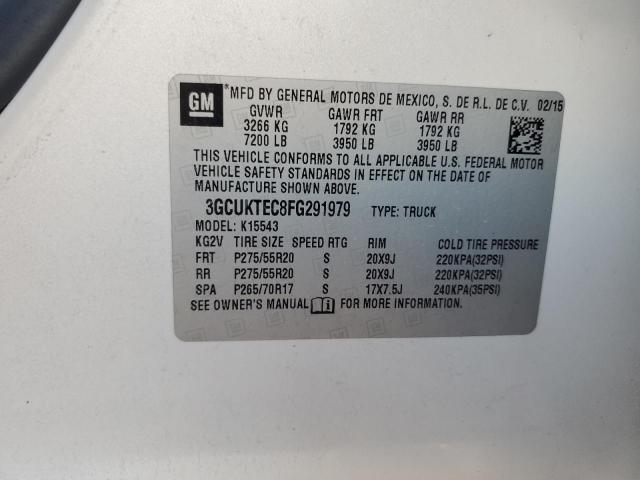 GM *MFD BY GENERAL MOTORS DE MEXICO, S. DE R.L. DE C.V. 02/15
GVWR GAWR FRT GAWR RR
3266 KG 1792 KG 1792 KG
7200 LB 3950 LB 3950 LB
THIS VEHICLE CONFORMS TO ALL APPLICABLE U.S. FEDERAL MOTOR
VEHICLE SAFETY STANDARDS IN EFFECT ON THE DATE OF
MANUFACTURE SHOWN ABOVE.
3GCUKTEC8FG291979 TYPE: TRUCK
MODEL: K15543
KG2V TIRE SIZE SPEED RTG RIM COLD TIRE PRESSURE
FRT P275/55R20 S 20X9J 220KPA(32PSI)
RR P275/55R20 S 20X9J 220KPA(32PSI)
SPA P265/70R17 S 17X7.5J 240KPA(35PSI)
SEE OWNER'S MANUAL FOR MORE INFORMATION.